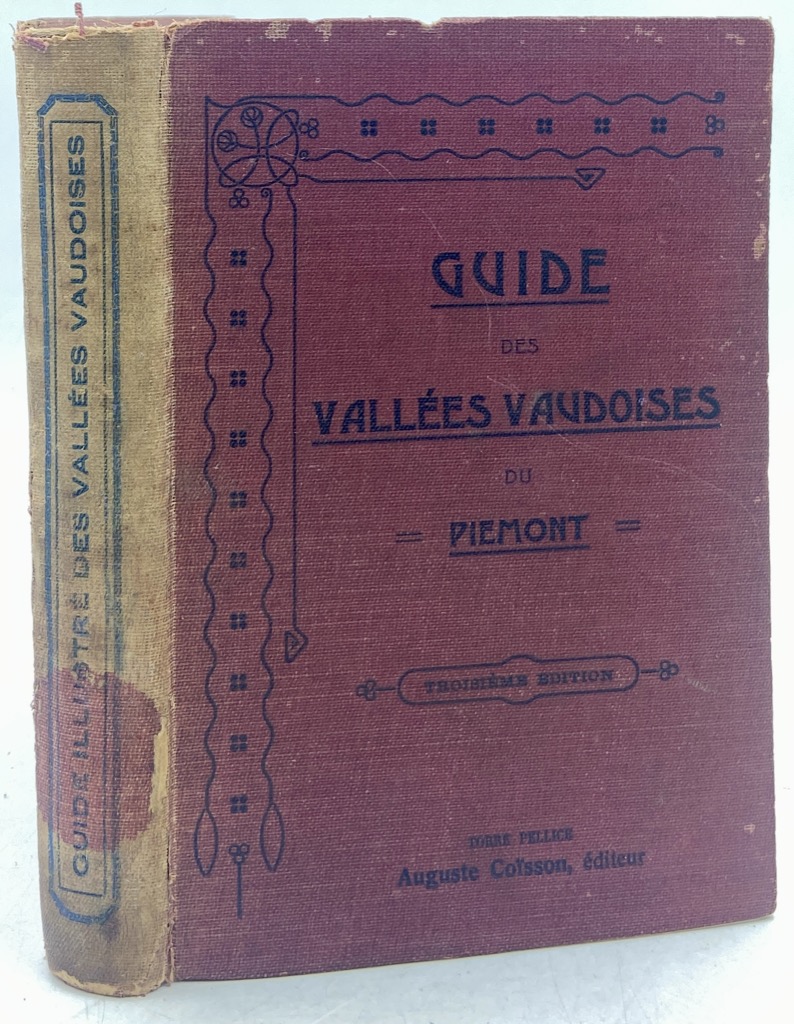 GUIDE ILLUSTRÉ DES VALLÉES VAUDOISES
GUIDE
DES
VALLÉES VAUDOISES
DU
= PIEMONT =
TROISIÈME EDITION
TORRE PELLICE
Auguste Coïsson, éditeur